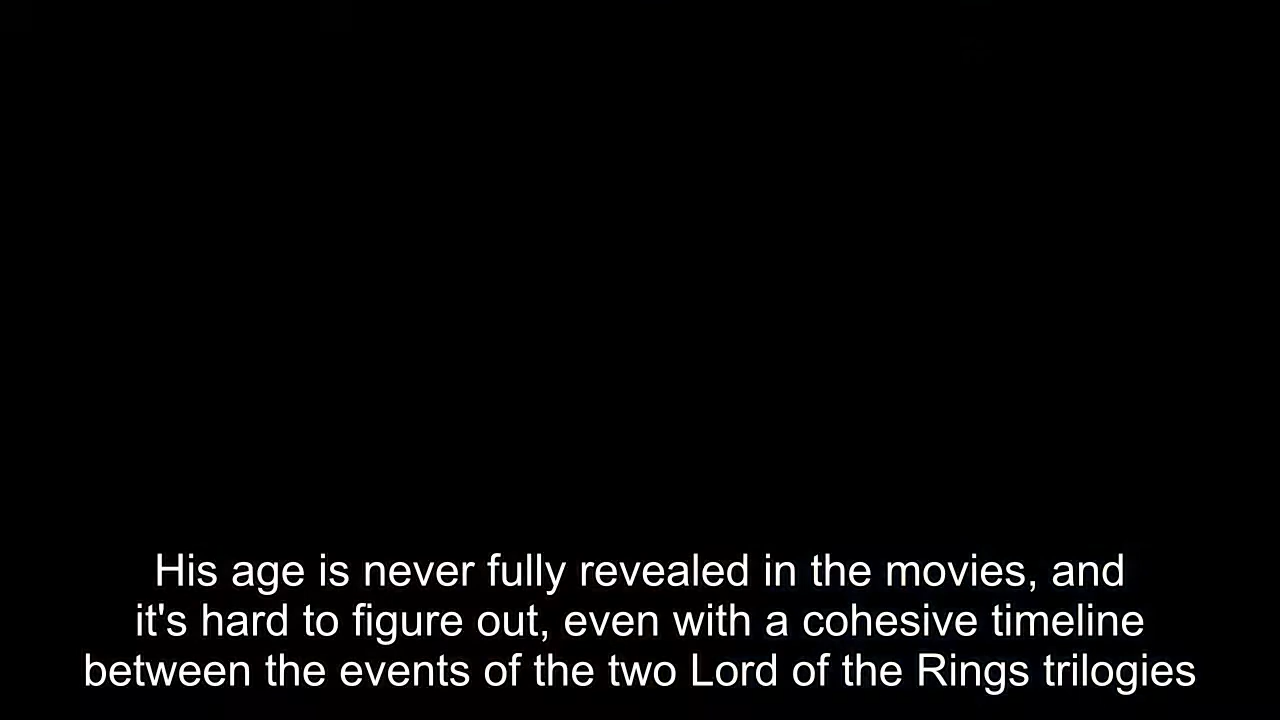 His age is never fully revealed in the movies, and
it's hard to figure out, even with a cohesive timeline
between the events of the two Lord of the Rings trilogies